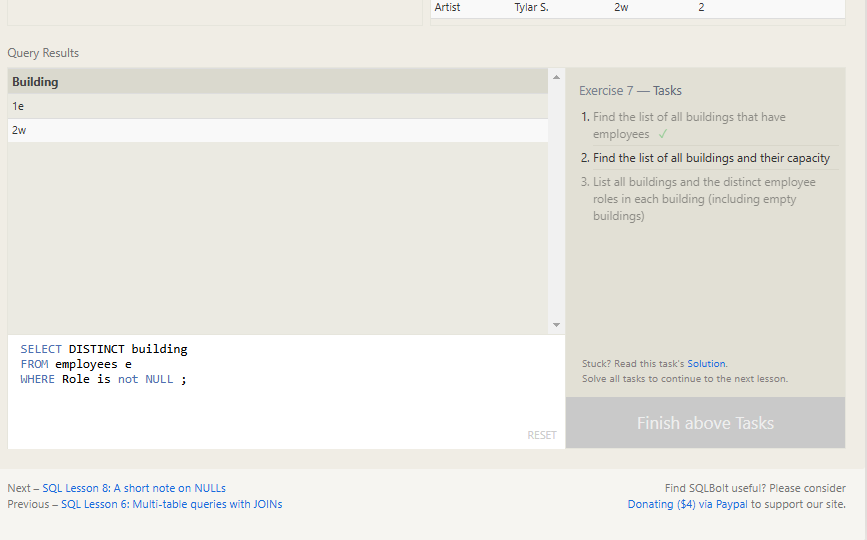 Artist Tylar S. 2w 2
Query Results
Building
1e
2w
Exercise 7 — Tasks
1. Find the list of all buildings that have
employees ✓
2. Find the list of all buildings and their capacity
3. List all buildings and the distinct employee
roles in each building (including empty
buildings)
SELECT DISTINCT building
FROM employees e
WHERE Role is not NULL ;
RESET
Stuck? Read this task's Solution.
Solve all tasks to continue to the next lesson.
Finish above Tasks
Next – SQL Lesson 8: A short note on NULLs
Previous – SQL Lesson 6: Multi-table queries with JOINs
Find SQLBolt useful? Please consider
Donating ($4) via Paypal to support our site.